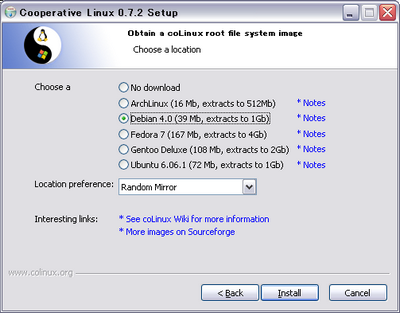 Cooperative Linux 0.7.2 Setup
Obtain a coLinux root file system image
Choose a location
Choose a
No download
ArchLinux (16 Mb, extracts to 512Mb) * Notes
Debian 4.0 (39 Mb, extracts to 1Gb) * Notes
Fedora 7 (167 Mb, extracts to 4Gb) * Notes
Gentoo Deluxe (108 Mb, extracts to 2Gb) * Notes
Ubuntu 6.06.1 (72 Mb, extracts to 1Gb) * Notes
Location preference: Random Mirror
Interesting links: * See coLinux Wiki for more information
* More images on Sourceforge
www.colinux.org
< Back Install Cancel